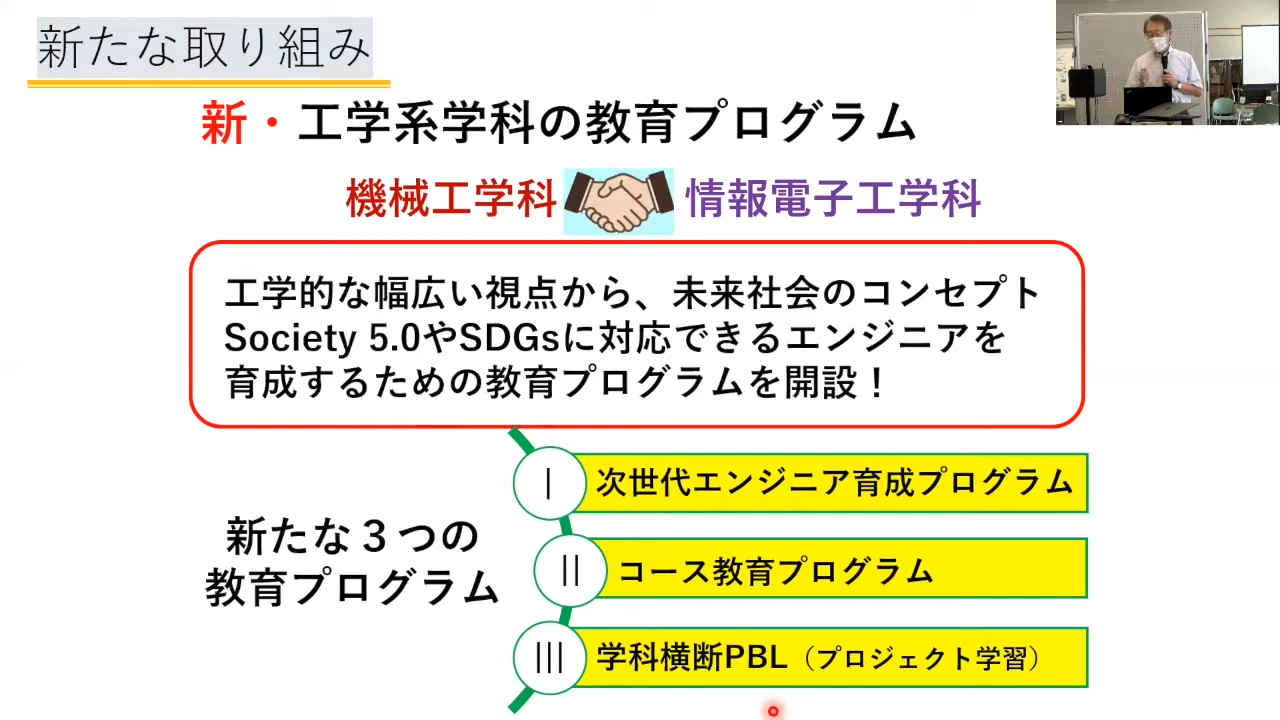 新たな取り組み
新・工学系学科の教育プログラム
機械工学科 情報電子工学科
工学的な幅広い視点から、未来社会のコンセプト
Society 5.0やSDGsに対応できるエンジニアを
育成するための教育プログラムを開設！
新たな３つの
教育プログラム
Ⅰ 次世代エンジニア育成プログラム
Ⅱ コース教育プログラム
Ⅲ 学科横断PBL（プロジェクト学習）